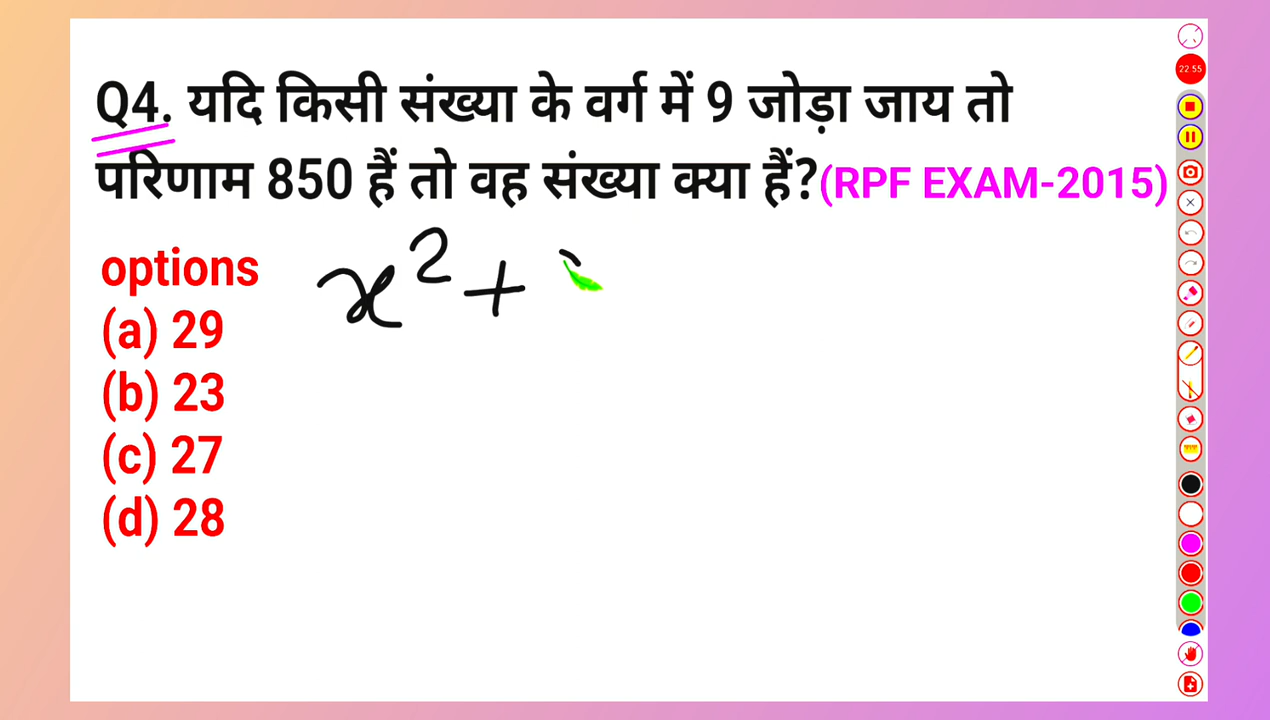 Q4. यदि किसी संख्या के वर्ग में 9 जोड़ा जाय तो
परिणाम 850 हैं तो वह संख्या क्या हैं?(RPF EXAM-2015)
options
(a) 29
(b) 23
(c) 27
(d) 28
x² +
22:55